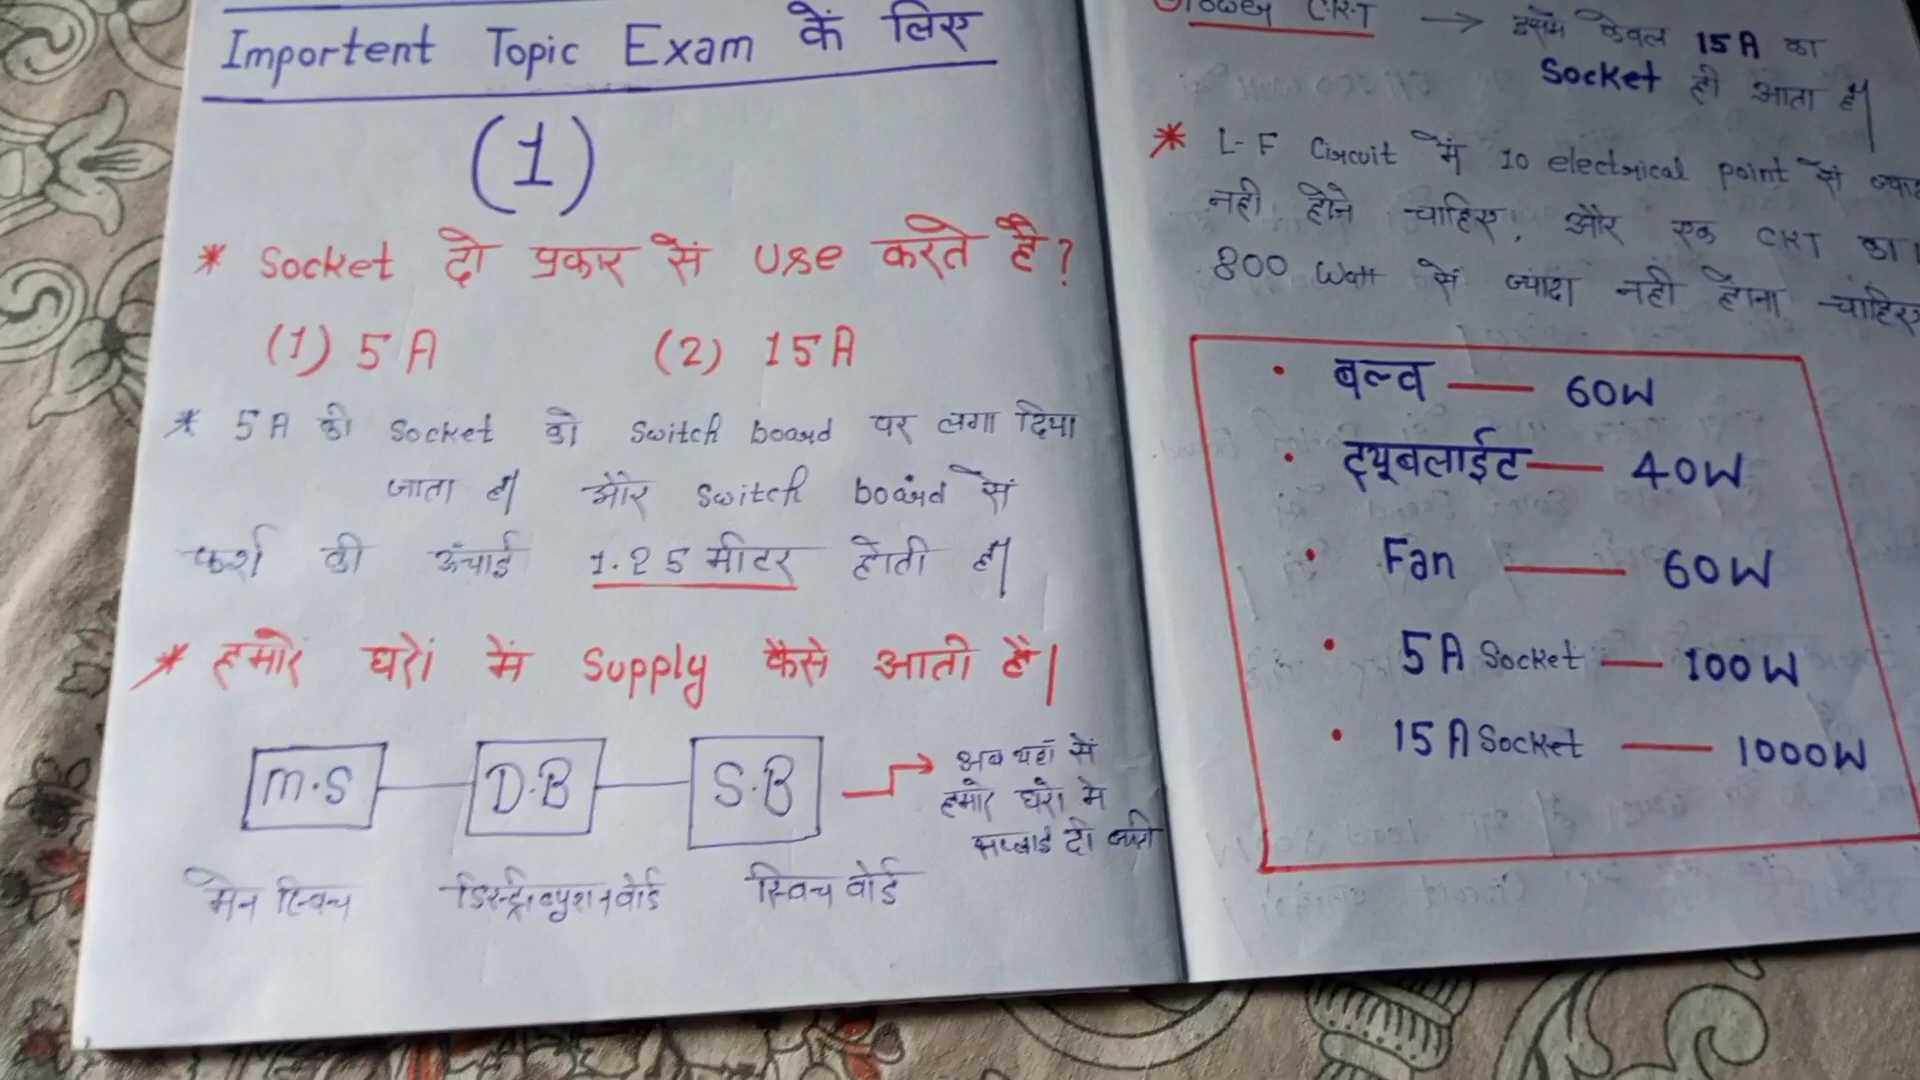 Importent Topic Exam के लिए
(1)
* Socket दो प्रकार सें Use करते है?
(1) 5A (2) 15A
* 5A की Socket को Switch board पर लगा दिया
जाता है। और Switch board सें
फर्श की ऊंचाई 1.25 मीटर होती है।
* हमारे घरों में Supply कैसे आती है।
M.S D.B S.B
अब यहाँ से
हमारे घरो मे
सप्लाई दी जाती
मेन स्विच डिस्ट्रीब्युशन बोर्ड स्विच बोर्ड
Power CRT → इसमें केवल 15A का
Socket ही आता है।
* L-F Circuit में 10 electrical point सें
नही होने चाहिए, और एक CKT का
800 Watt सें ज्यादा नही होना चाहिए
• बल्व — 60W
• ट्यूबलाईट — 40W
• Fan — 60W
• 5A Socket — 100W
• 15A Socket — 1000W